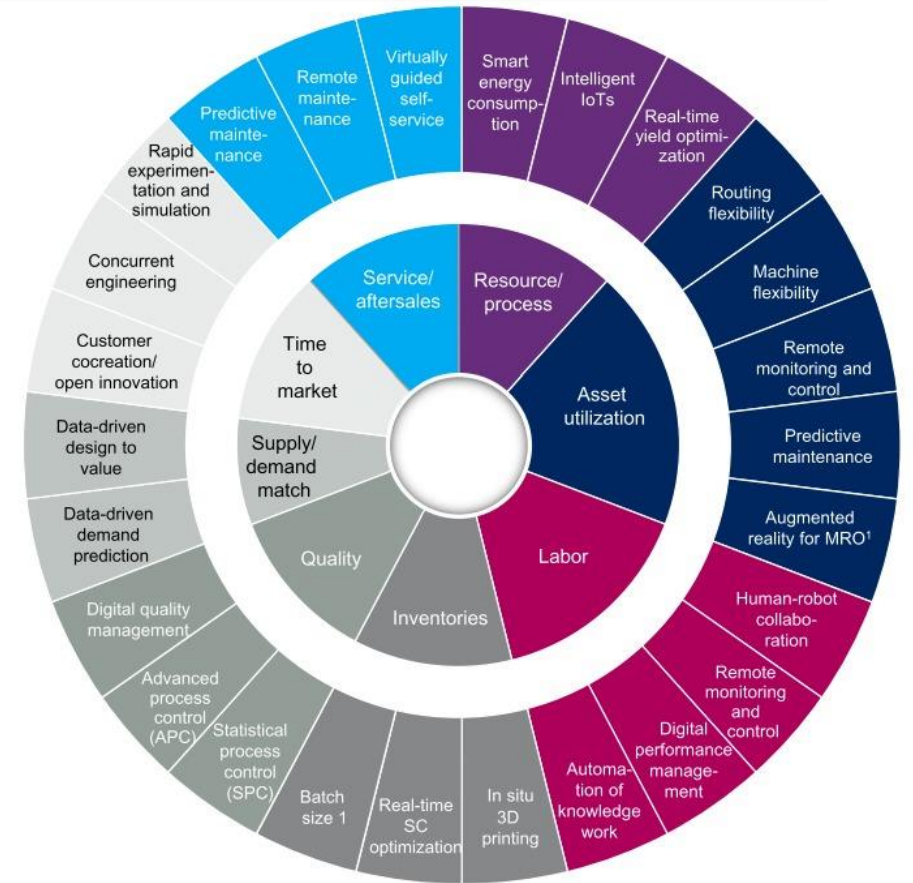 Smart
energy
consump-
tion
Intelligent
IoTs
Real-time
yield optimi-
zation
Routing
flexibility
Machine
flexibility
Remote
monitoring and
control
Predictive
maintenance
Augmented
reality for MRO¹
Human-robot
collabo-
ration
Remote
monitoring
and
control
Digital
performance
manage-
ment
Automa-
tion of
knowledge
work
In situ
3D
printing
Real-time
SC
optimization
Batch
size 1
Statistical
process
control
(SPC)
Advanced
process
control
(APC)
Digital quality
management
Data-driven
demand
prediction
Data-driven
design to
value
Customer
cocreation/
open innovation
Concurrent
engineering
Rapid
experimen-
tation and
simulation
Predictive
mainte-
nance
Remote
mainte-
nance
Virtually
guided
self-
service
Resource/
process
Asset
utilization
Labor
Inventories
Quality
Supply/
demand
match
Time
to
market
Service/
aftersales